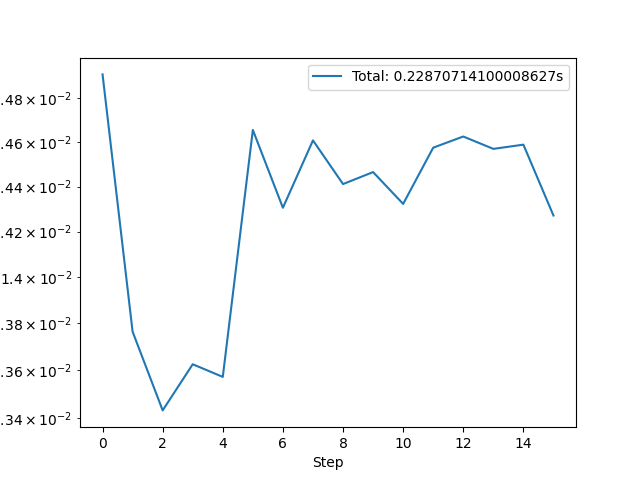 Total: 0.22870714100008627s
.48 × 10⁻²
.46 × 10⁻²
.44 × 10⁻²
.42 × 10⁻²
1.4 × 10⁻²
.38 × 10⁻²
.36 × 10⁻²
.34 × 10⁻²
0 2 4 6 8 10 12 14
Step